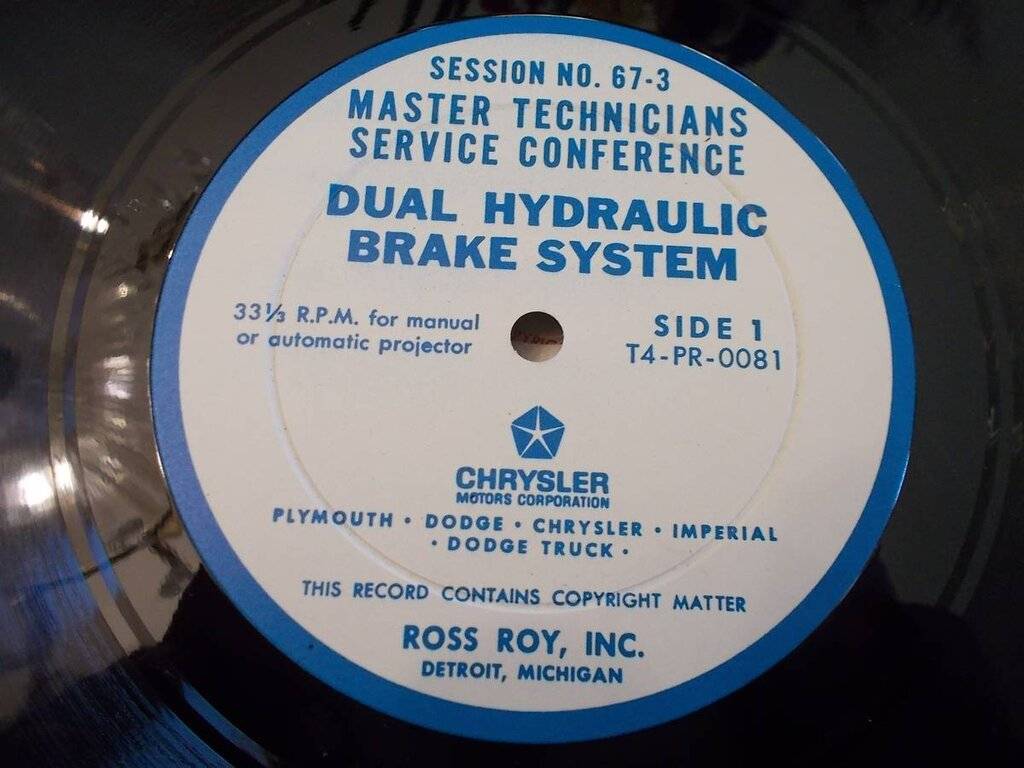 SESSION NO. 67-3
MASTER TECHNICIANS
SERVICE CONFERENCE
DUAL HYDRAULIC
BRAKE SYSTEM
33⅓ R.P.M. for manual
or automatic projector
SIDE 1
T4-PR-0081
CHRYSLER
MOTORS CORPORATION
PLYMOUTH • DODGE • CHRYSLER • IMPERIAL
• DODGE TRUCK •
THIS RECORD CONTAINS COPYRIGHT MATTER
ROSS ROY, INC.
DETROIT, MICHIGAN